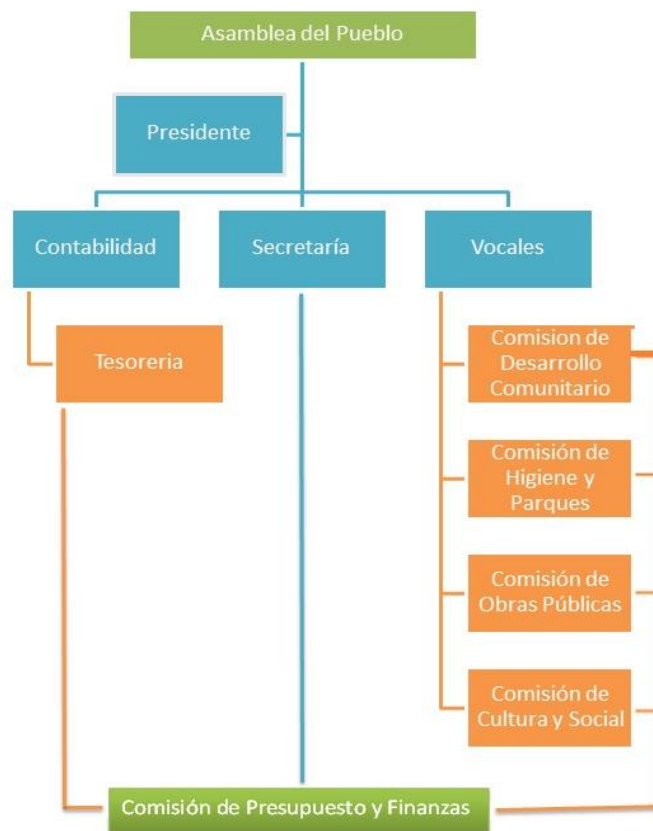 Asamblea del Pueblo
Presidente
Contabilidad
Secretaría
Vocales
Tesoreria
Comision de
Desarrollo
Comunitario
Comisión de
Higiene y
Parques
Comisión de
Obras Públicas
Comisión de
Cultura y Social
Comisión de Presupuesto y Finanzas